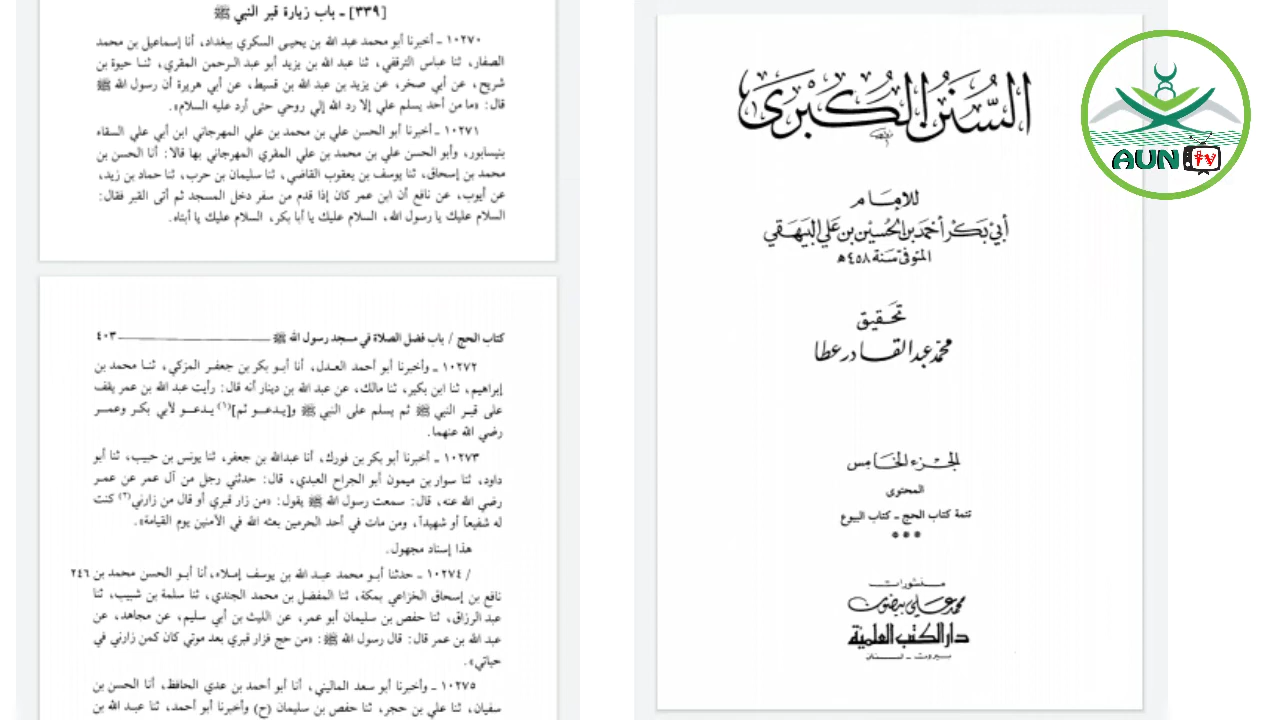 [٣٣٩] ـ باب زيارة قبر النبي ﷺ
١٠٢٧٠ ـ أخبرنا أبو محمد عبد الله بن يحيى السكري ببغداد، أنا إسماعيل بن محمد
الصفار، ثنا عباس الترقفي، ثنا عبد الله بن يزيد أبو عبد الرحمن المقري، ثنا حيوة بن
شريح، عن أبي صخر، عن يزيد بن عبد الله بن قسيط، عن أبي هريرة أن رسول الله ﷺ
قال: «ما من أحد يسلم علي إلا رد الله إلي روحي حتى أرد عليه السلام».
١٠٢٧١ ـ أخبرنا أبو الحسن علي بن محمد بن علي المهرجاني ابن أبي علي السقاء
بنيسابور، وأبو الحسن علي بن محمد بن علي المقري المهرجاني بها قالا: أنا الحسن بن
محمد بن إسحاق، ثنا يوسف بن يعقوب القاضي، ثنا سليمان بن حرب، ثنا حماد بن زيد،
عن أيوب، عن نافع أن ابن عمر كان إذا قدم من سفر دخل المسجد ثم أتى القبر فقال:
السلام عليك يا رسول الله، السلام عليك يا أبا بكر، السلام عليك يا أبتاه.
كتاب الحج / باب فضل الصلاة في مسجد رسول الله ﷺ ٤٠٣
١٠٢٧٢ ـ وأخبرنا أبو أحمد العدل، أنا أبو بكر بن جعفر المزكي، ثنا محمد بن
إبراهيم، ثنا ابن بكير، ثنا مالك، عن عبد الله بن دينار أنه قال: رأيت عبد الله بن عمر يقف
على قبر النبي ﷺ ثم يسلم على النبي ﷺ و[يدعو ثم](١) يدعو لأبي بكر وعمر
رضي الله عنهما.
١٠٢٧٣ ـ أخبرنا أبو بكر بن فورك، أنا عبدالله بن جعفر، ثنا يونس بن حبيب، ثنا أبو
داود، ثنا سوار بن ميمون أبو الجراح العبدي، قال: حدثني رجل من آل عمر عن عمر
رضي الله عنه، قال: سمعت رسول الله ﷺ يقول: «من زار قبري أو قال من زارني(٢) كنت
له شفيعاً أو شهيداً، ومن مات في أحد الحرمين بعثه الله في الآمنين يوم القيامة».
هذا إسناد مجهول.
/ ١٠٢٧٤ ـ حدثنا أبو محمد عبد الله بن يوسف إملاء، أنا أبو الحسن محمد بن ٢٤٦
نافع بن إسحاق الخزاعي بمكة، ثنا المفضل بن محمد الجندي، ثنا سلمة بن شبيب، ثنا
عبد الرزاق، ثنا حفص بن سليمان أبو عمر، عن الليث بن أبي سليم، عن مجاهد، عن
عبد الله بن عمر قال: قال رسول الله ﷺ: «من حج فزار قبري بعد موتي كان كمن زارني في
حياتي».
١٠٢٧٥ ـ وأخبرنا أبو سعد الماليني، أنا أبو أحمد بن عدي الحافظ، أنا الحسن بن
سفيان، ثنا علي بن حجر، ثنا حفص بن سليمان (ح) وأخبرنا أبو أحمد، ثنا عبد الله بن
السنن الكبرى
للإمام
أبي بكر أحمد بن الحسين بن علي البيهقي
المتوفى سنة ٤٥٨ هـ
تحقيق
محمد عبد القادر عطا
الجزء الخامس
المحتوى
تتمة كتاب الحج ـ كتاب البيوع
منشورات
محمد علي بيضون
دار الكتب العلمية
بيروت ـ لبنان
AUN tv